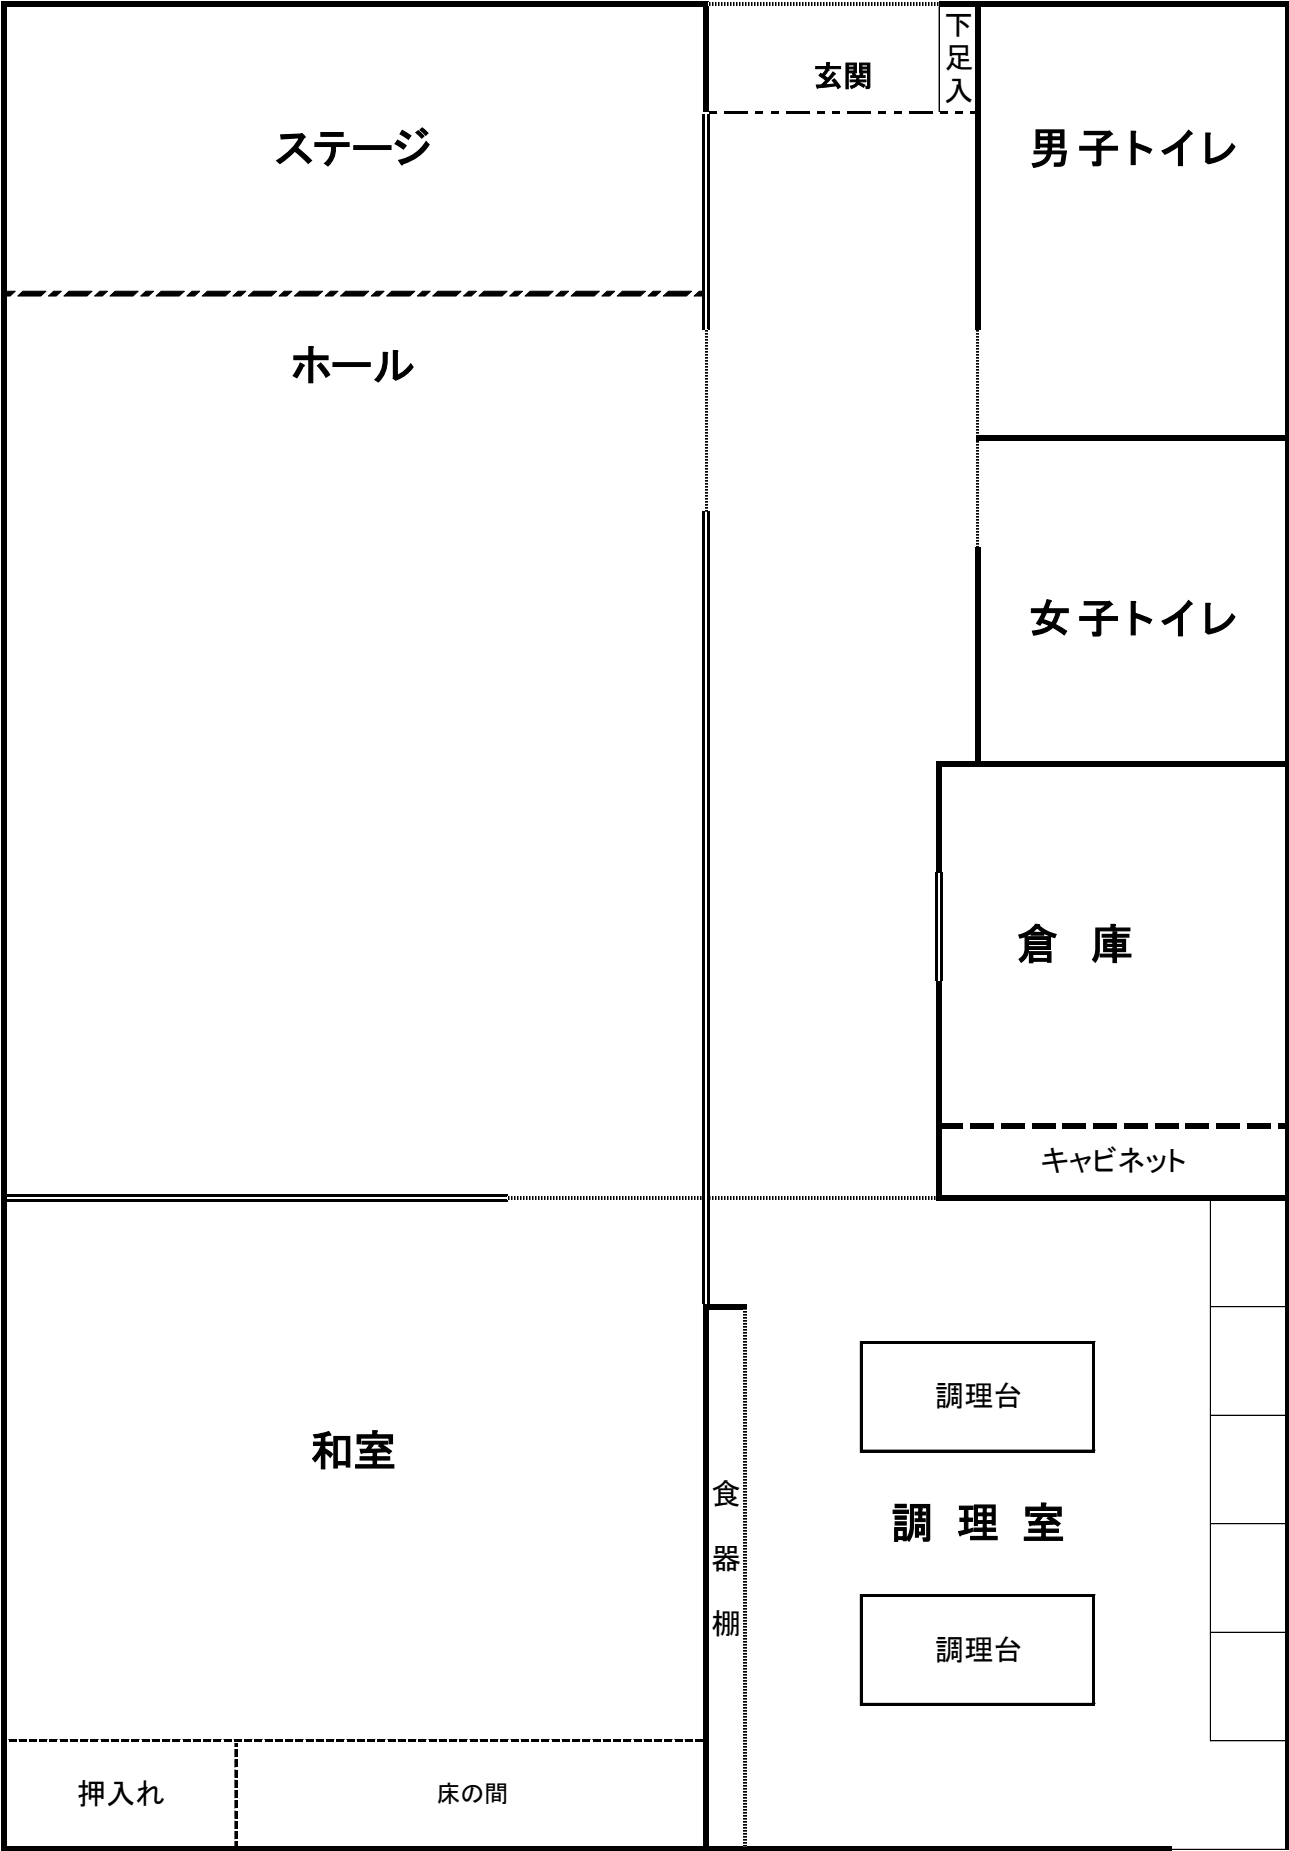 下足入
玄関
ステージ
男子トイレ
ホール
女子トイレ
倉　庫
キャビネット
調理台
和室
食器棚
調　理　室
調理台
押入れ
床の間